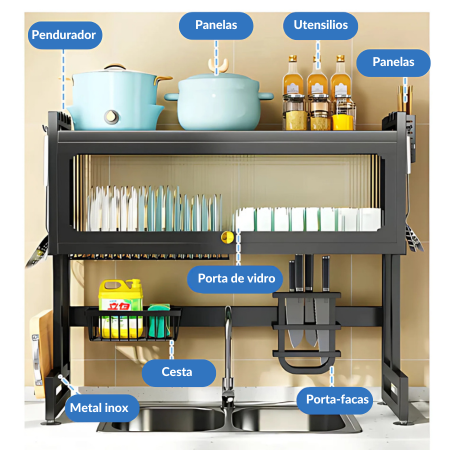 Pendurador
Panelas
Utensilios
Panelas
Porta de vidro
Cesta
Metal inox
Porta-facas